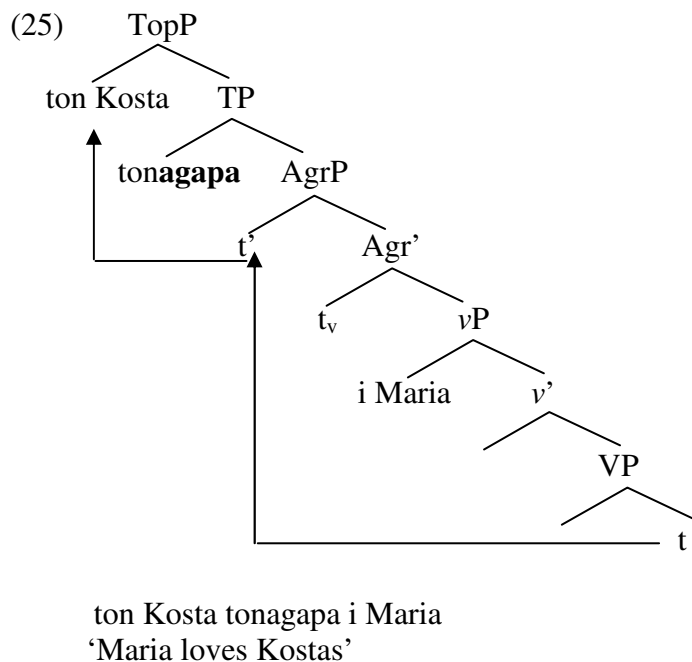 (25) TopP
ton Kosta TP
tonagapa AgrP
t’ Agr’
tv vP
i Maria v’
VP
t
ton Kosta tonagapa i Maria
‘Maria loves Kostas’